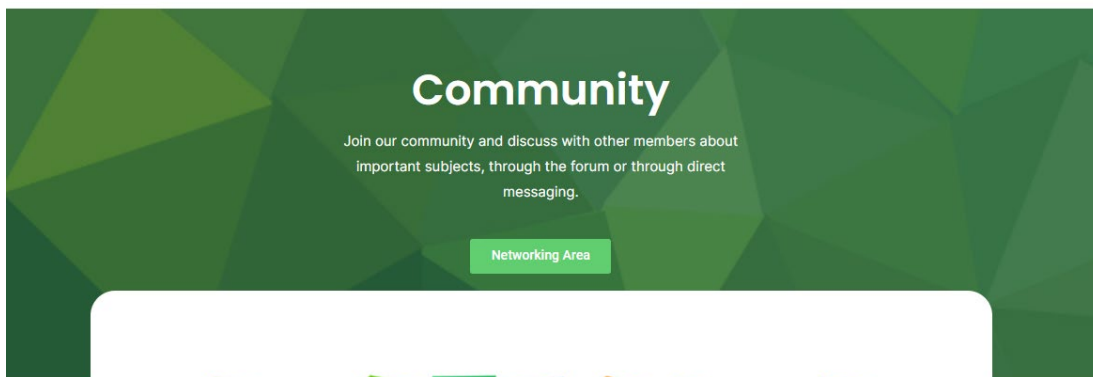 Community
Join our community and discuss with other members about
important subjects, through the forum or through direct
messaging.
Networking Area